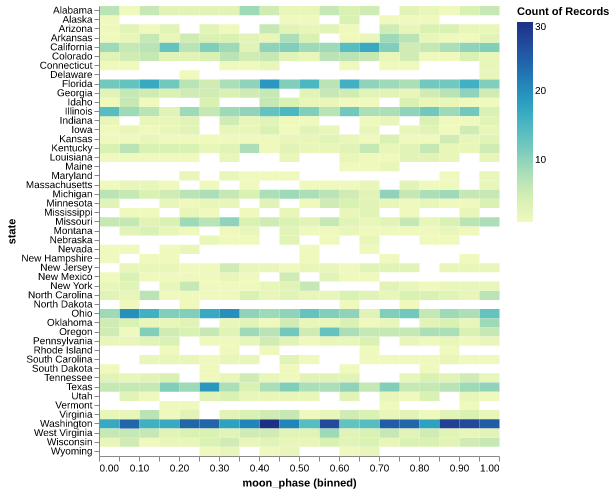 Count of Records
30
20
10
state
Alabama
Alaska
Arizona
Arkansas
California
Colorado
Connecticut
Delaware
Florida
Georgia
Idaho
Illinois
Indiana
Iowa
Kansas
Kentucky
Louisiana
Maine
Maryland
Massachusetts
Michigan
Minnesota
Mississippi
Missouri
Montana
Nebraska
Nevada
New Hampshire
New Jersey
New Mexico
New York
North Carolina
North Dakota
Ohio
Oklahoma
Oregon
Pennsylvania
Rhode Island
South Carolina
South Dakota
Tennessee
Texas
Utah
Vermont
Virginia
Washington
West Virginia
Wisconsin
Wyoming
0.00 0.10 0.20 0.30 0.40 0.50 0.60 0.70 0.80 0.90 1.00
moon_phase (binned)